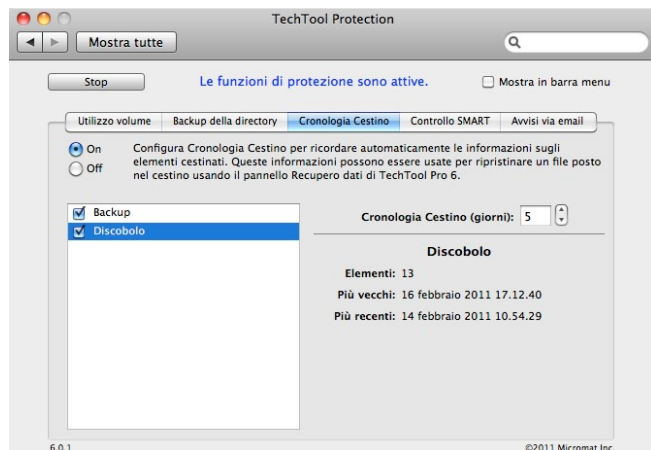 TechTool Protection
Mostra tutte
Stop
Le funzioni di protezione sono attive.
Mostra in barra menu
Utilizzo volume
Backup della directory
Cronologia Cestino
Controllo SMART
Avvisi via email
On
Off
Configura Cronologia Cestino per ricordare automaticamente le informazioni sugli
elementi cestinati. Queste informazioni possono essere usate per ripristinare un file posto
nel cestino usando il pannello Recupero dati di TechTool Pro 6.
Backup
Discobolo
Cronologia Cestino (giorni): 5
Discobolo
Elementi: 13
Più vecchi: 16 febbraio 2011 17.12.40
Più recenti: 14 febbraio 2011 10.54.29
6.0.1
©2011 Micromat Inc